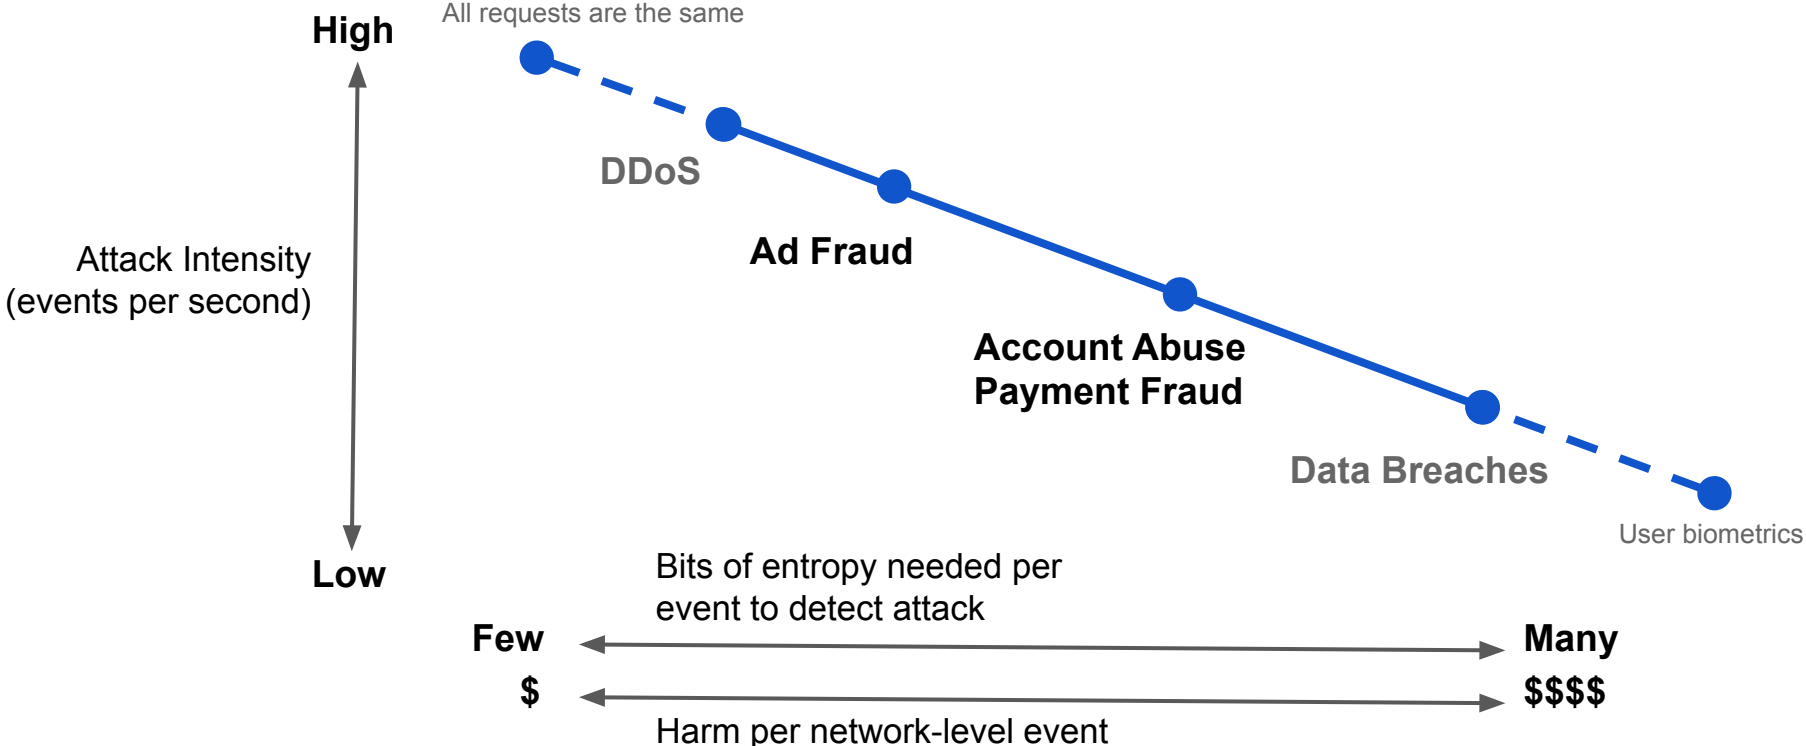 All requests are the same
High
DDoS
Ad Fraud
Attack Intensity
(events per second)
Account Abuse
Payment Fraud
Data Breaches
User biometrics
Low
Bits of entropy needed per
event to detect attack
Few
Many
$
$$$$
Harm per network-level event